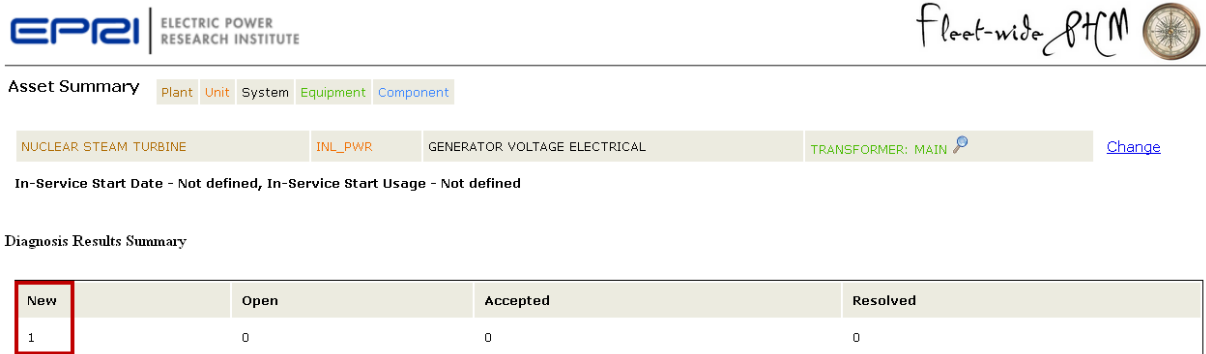 EPRI ELECTRIC POWER RESEARCH INSTITUTE Fleet-wide PHM
Asset Summary Plant Unit System Equipment Component
NUCLEAR STEAM TURBINE INL_PWR GENERATOR VOLTAGE ELECTRICAL TRANSFORMER: MAIN Change
In-Service Start Date - Not defined, In-Service Start Usage - Not defined
Diagnosis Results Summary
New Open Accepted Resolved
1 0 0 0